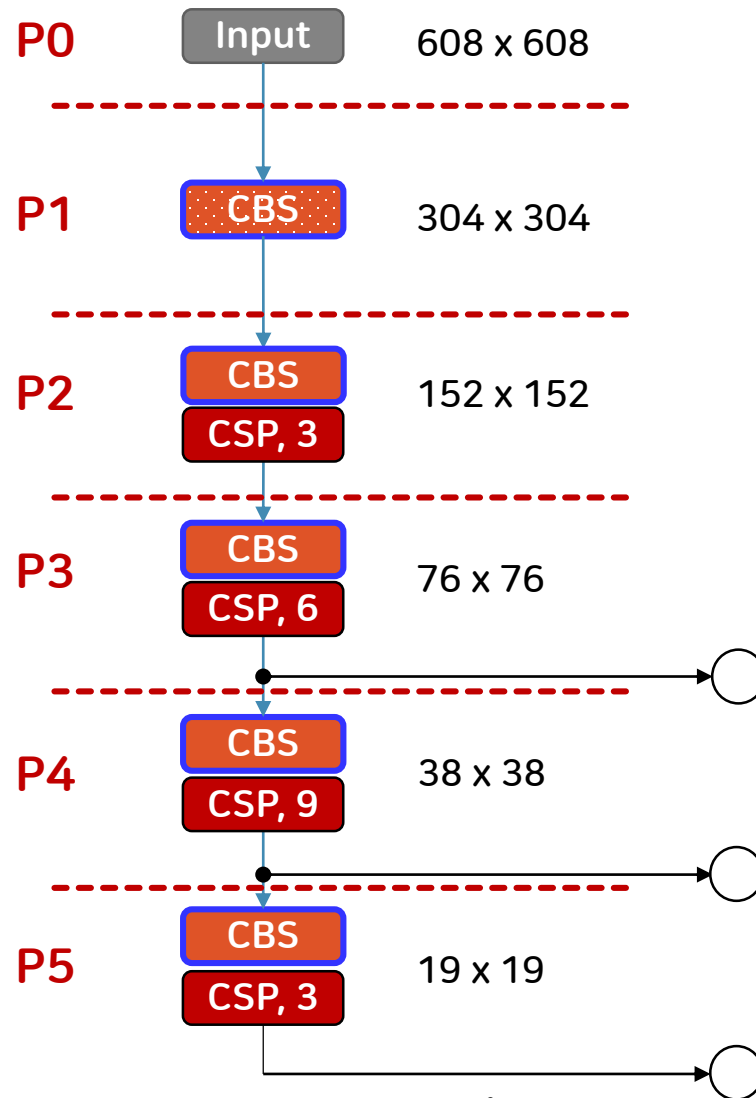 P0 Input 608 x 608
P1 CBS 304 x 304
P2 CBS 152 x 152
CSP, 3
P3 CBS 76 x 76
CSP, 6
P4 CBS 38 x 38
CSP, 9
P5 CBS 19 x 19
CSP, 3